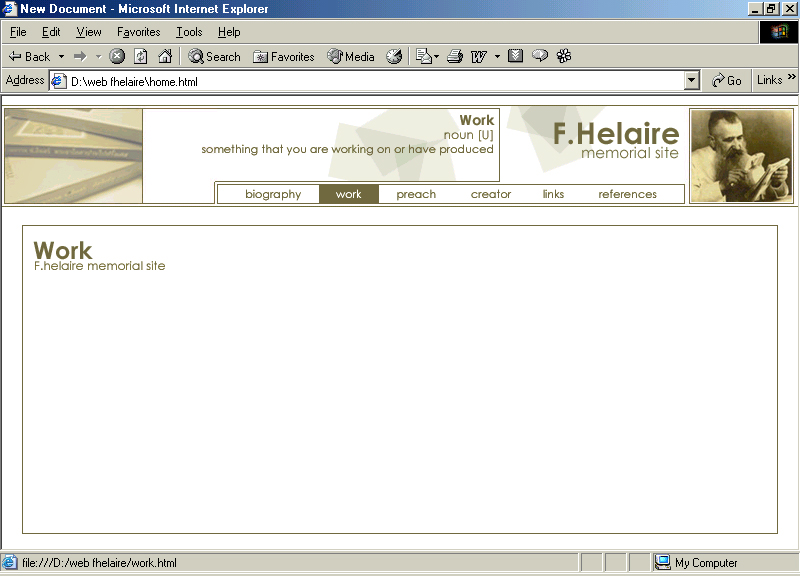 New Document - Microsoft Internet Explorer
File Edit View Favorites Tools Help
Back Search Favorites Media
Address D:\web fhelaire\home.html Go Links »
Work
noun [U]
something that you are working on or have produced
F.Helaire
memorial site
biography work preach creator links references
Work
F.helaire memorial site
file:///D:/web fhelaire/work.html My Computer